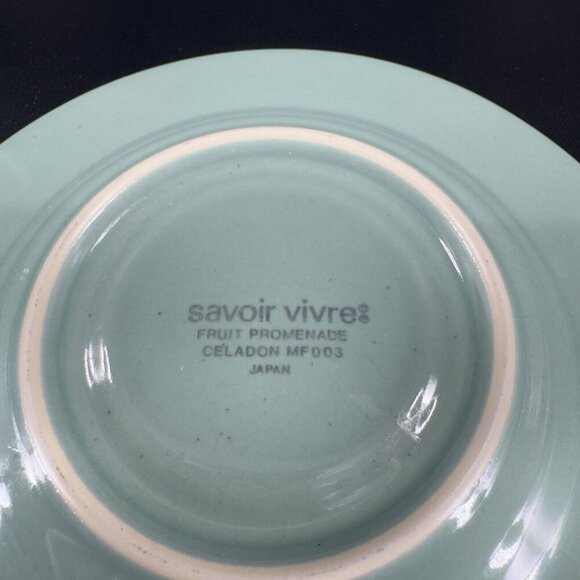 savoir vivre
FRUIT PROMENADE
CELADON MF003
JAPAN